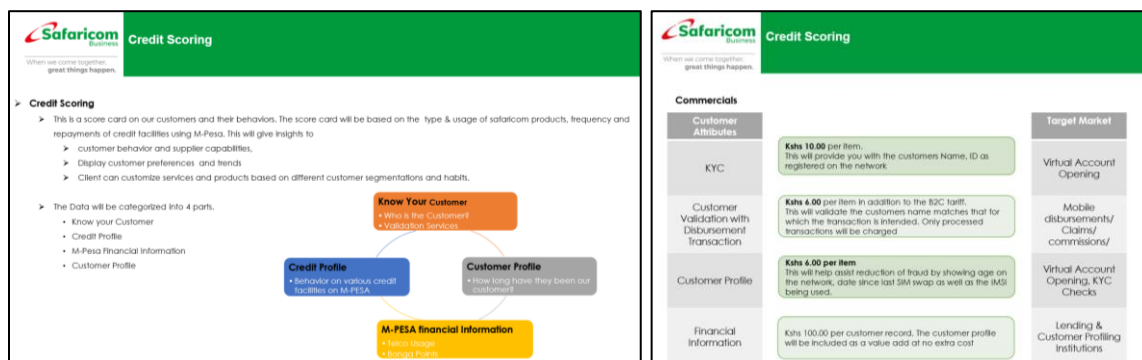 Safaricom
Business
Credit Scoring
When we come together,
great things happen.
Credit Scoring
This is a score card on our customers and their behaviors. The score card will be based on the type & usage of safaricom products, frequency and
repayments of credit facilities using M-Pesa. This will give insights to
customer behavior and supplier capabilities,
Display customer preferences and trends
Client can customize services and products based on different customer segmentations and habits.
The Data will be categorized into 4 parts.
• Know your Customer
• Credit Profile
• M-Pesa Financial Information
• Customer Profile
Know Your Customer
• Who is the Customer?
• Validation Services
Credit Profile
• Behavior on various credit
facilities on M-PESA
Customer Profile
• How long have they been our
customer?
M-PESA financial Information
• Telco Usage
• Bonga Points
Safaricom
Business
Credit Scoring
When we come together,
great things happen.
Commercials
Customer
Attributes
Target Market
KYC
Kshs 10.00 per item.
This will provide you with the customers Name, ID as
registered on the network
Virtual Account
Opening
Customer
Validation with
Disbursement
Transaction
Kshs 6.00 per item in addition to the B2C tariff.
This will validate the customers name matches that for
which the transaction is intended. Only processed
transactions will be charged
Mobile
disbursements/
Claims/
commissions/
Customer Profile
Kshs 6.00 per item
This will help assist reduction of fraud by showing age on
the network, date since last SIM swap as well as the IMSI
being used.
Virtual Account
Opening, KYC
Checks
Financial
Information
Kshs 100.00 per customer record. The customer profile
will be included as a value add at no extra cost
Lending &
Customer Profiling
Institutions